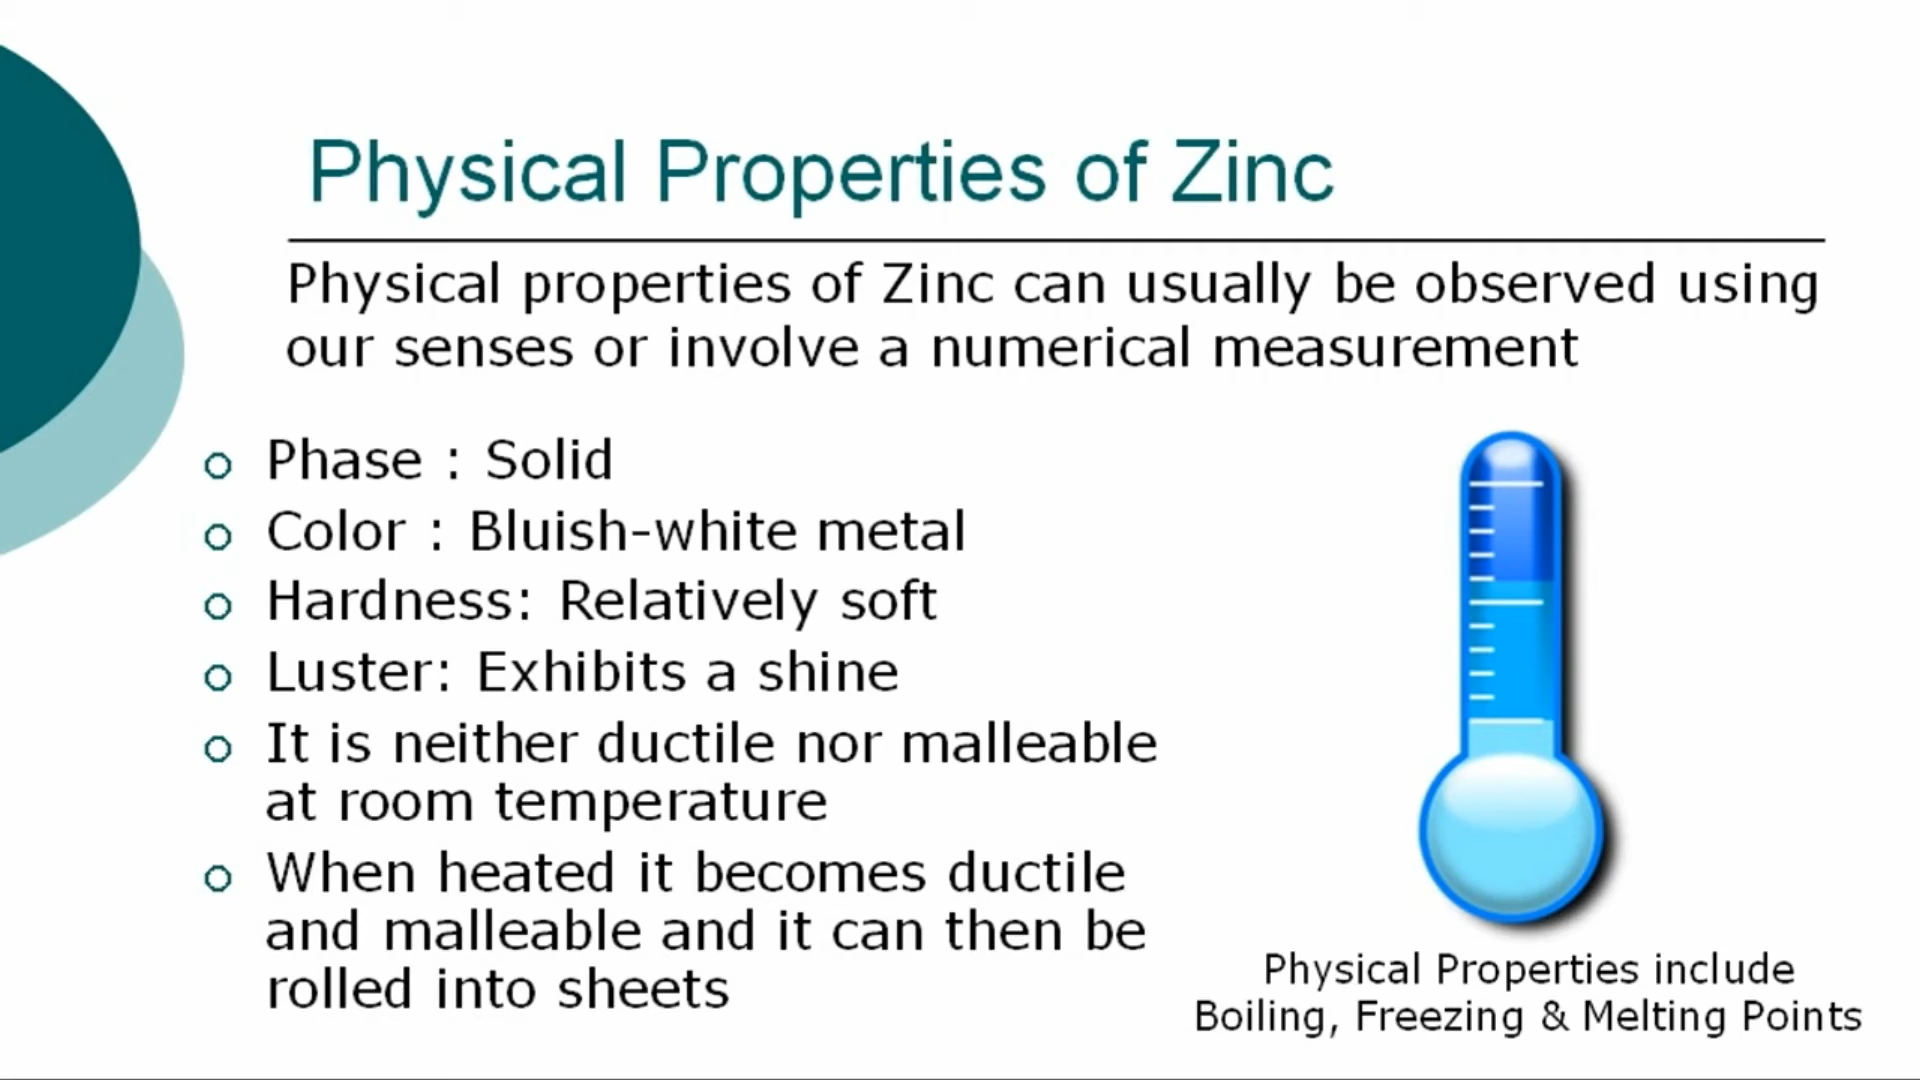 Physical Properties of Zinc
Physical properties of Zinc can usually be observed using
our senses or involve a numerical measurement
Phase : Solid
Color : Bluish-white metal
Hardness: Relatively soft
Luster: Exhibits a shine
It is neither ductile nor malleable
at room temperature
When heated it becomes ductile
and malleable and it can then be
rolled into sheets
Physical Properties include
Boiling, Freezing & Melting Points